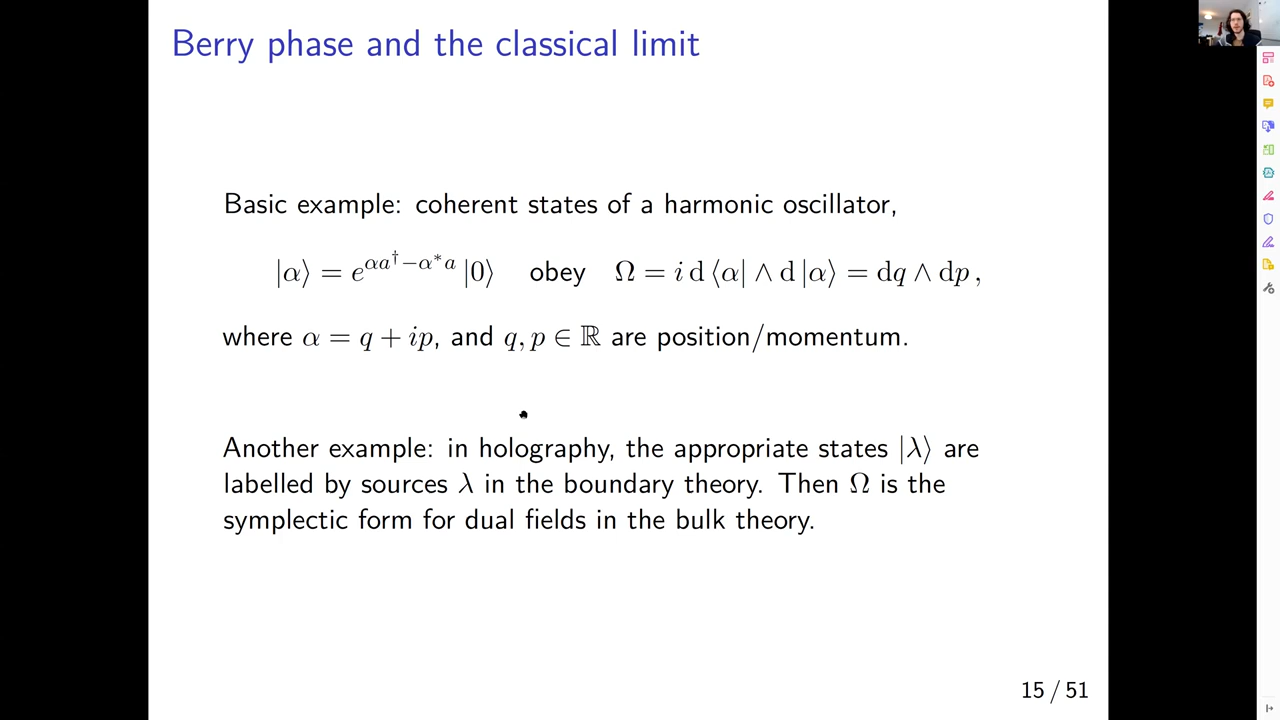 Berry phase and the classical limit
Basic example: coherent states of a harmonic oscillator,
|α⟩ = e^{αa†−α*a} |0⟩ obey Ω = i d⟨α| ∧ d|α⟩ = dq ∧ dp ,
where α = q + ip, and q, p ∈ ℝ are position/momentum.
Another example: in holography, the appropriate states |λ⟩ are
labelled by sources λ in the boundary theory. Then Ω is the
symplectic form for dual fields in the bulk theory.
15 / 51